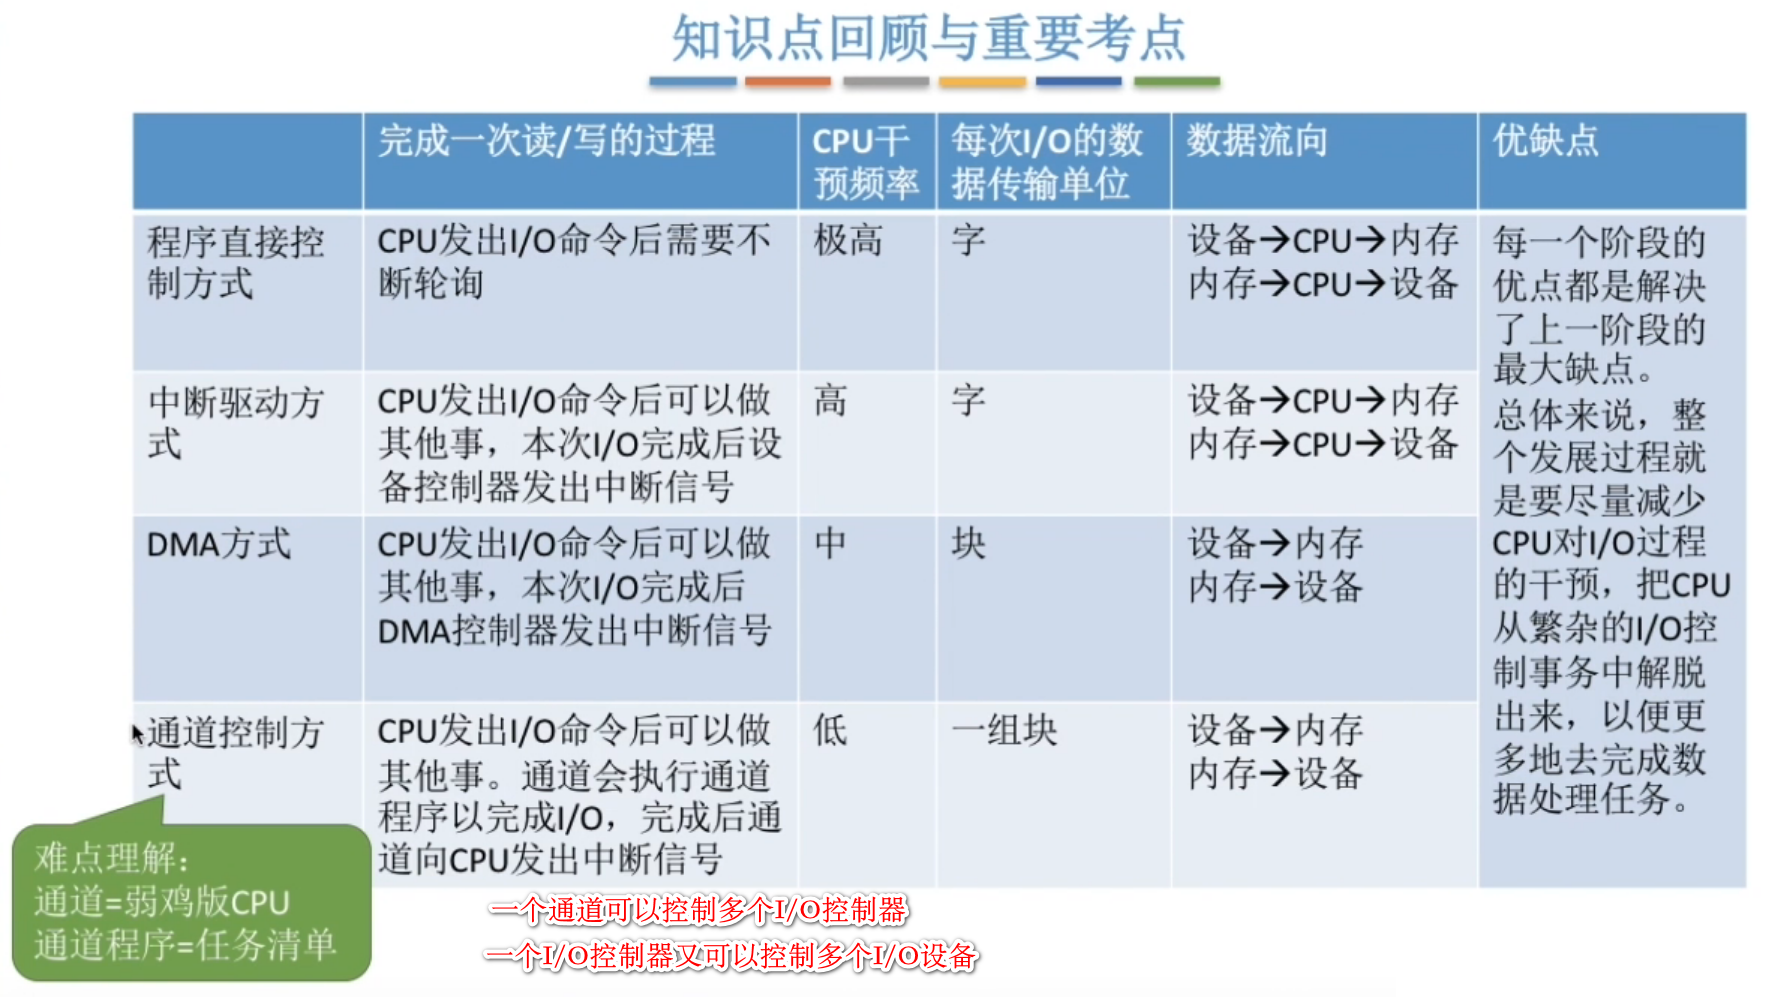 知识点回顾与重要考点
完成一次读/写的过程
CPU干
预频率
每次I/O的数
据传输单位
数据流向
优缺点
程序直接控
制方式
CPU发出I/O命令后需要不
断轮询
极高
字
设备→CPU→内存
内存→CPU→设备
每一个阶段的
优点都是解决
了上一阶段的
最大缺点。
总体来说，整
个发展过程就
是要尽量减少
CPU对I/O过程
的干预，把CPU
从繁杂的I/O控
制事务中解脱
出来，以便更
多地去完成数
据处理任务。
中断驱动方
式
CPU发出I/O命令后可以做
其他事，本次I/O完成后设
备控制器发出中断信号
高
字
设备→CPU→内存
内存→CPU→设备
DMA方式
CPU发出I/O命令后可以做
其他事，本次I/O完成后
DMA控制器发出中断信号
中
块
设备→内存
内存→设备
通道控制方
式
CPU发出I/O命令后可以做
其他事。通道会执行通道
程序以完成I/O，完成后通
道向CPU发出中断信号
低
一组块
设备→内存
内存→设备
难点理解：
通道=弱鸡版CPU
通道程序=任务清单
一个通道可以控制多个I/O控制器
一个I/O控制器又可以控制多个I/O设备